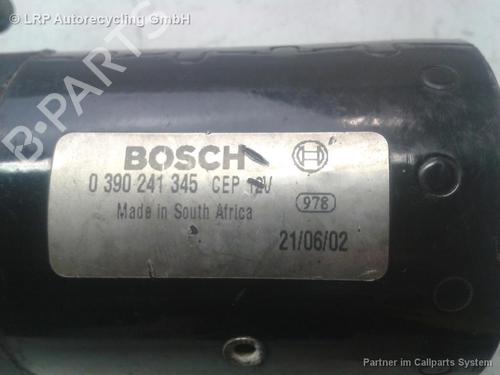 © LRP Autorecycling GmbH
B-PARTS
BOSCH
0 390 241 345 CEP 12V
978
Made in South Africa
21/06/02
Partner im Callparts System